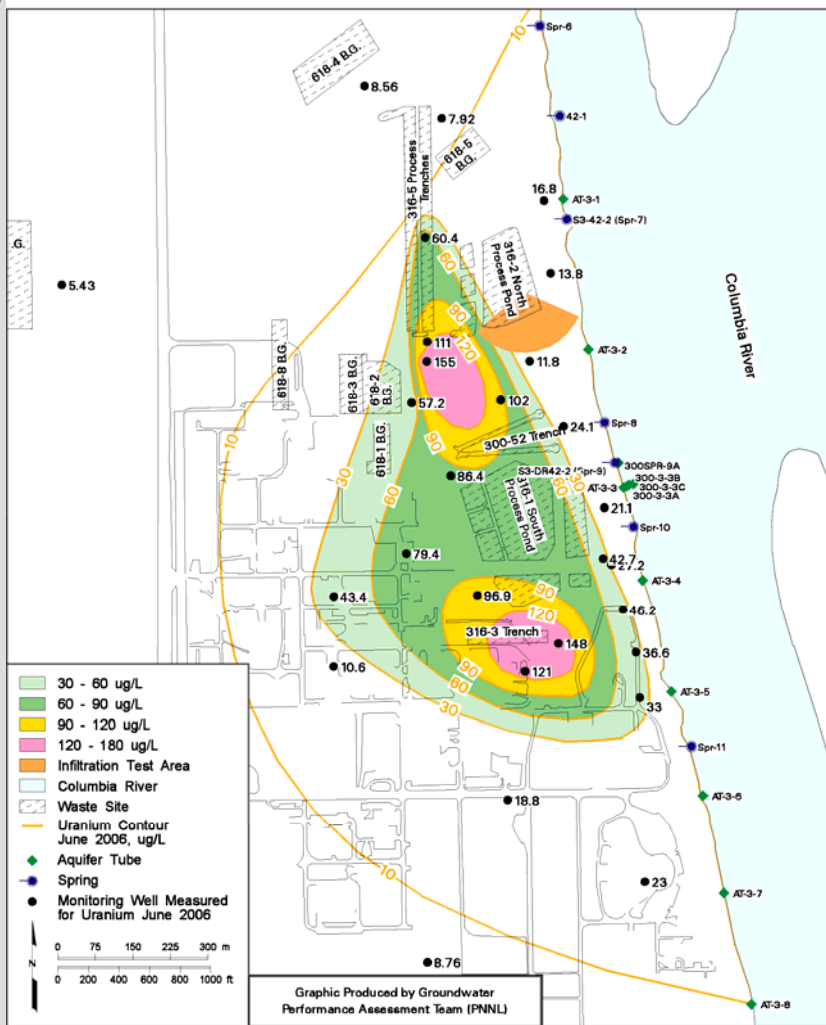 10
Spr-6
618-4 B.G.
8.56
7.92
42-1
618-5
B.G.
316-5 Process
Trenches
16.8
AT-3-1
S3-42-2 (Spr-7)
60.4
60
316-2 North
Process Pond
.G.
5.43
13.8
Columbia River
90
120
111
AT-3-2
155
11.8
618-8 B.G.
618-3 B.G.
618-2
B.G.
57.2
102
Spr-8
24.1
10
618-1 B.G.
90
300-52 Trench
30
60
86.4
S3-DR42-2 (Spr-9)
30
60
300SPR-9A
300-3-3B
AT-3-3
300-3-3C
300-3-3A
316-1 South
Process Pond
21.1
Spr-10
79.4
42.7
27.2
AT-3-4
43.4
96.9
90
120
46.2
316-3 Trench
148
36.6
10.6
90
121
60
30
33
AT-3-5
Spr-11
AT-3-6
18.8
10
23
AT-3-7
8.76
AT-3-8
30 - 60 ug/L
60 - 90 ug/L
90 - 120 ug/L
120 - 180 ug/L
Infiltration Test Area
Columbia River
Waste Site
Uranium Contour
June 2006, ug/L
Aquifer Tube
Spring
Monitoring Well Measured
for Uranium June 2006
N
0 75 150 225 300 m
0 200 400 600 800 1000 ft
Graphic Produced by Groundwater
Performance Assessment Team (PNNL)